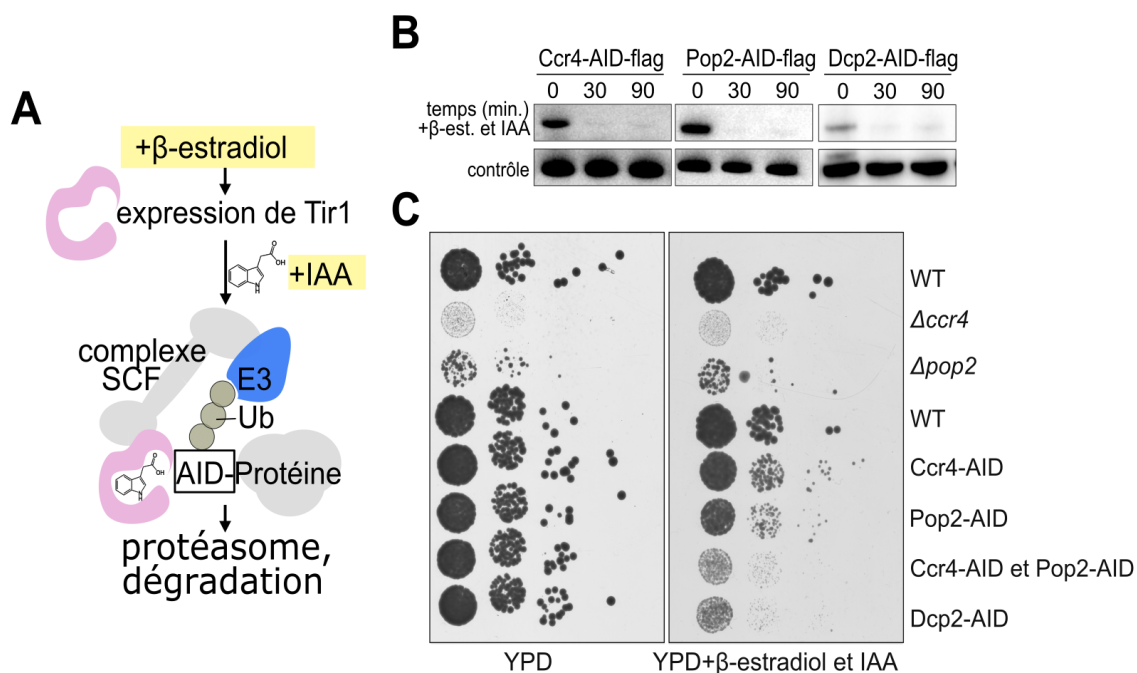 A
+β-estradiol
expression de Tir1
O
OH
N
H
+IAA
complexe
SCF
E3
Ub
O
OH
N
H
AID-Protéine
protéasome,
dégradation
B
Ccr4-AID-flag Pop2-AID-flag Dcp2-AID-flag
0 30 90 0 30 90 0 30 90
temps (min.)
+β-est. et IAA
contrôle
C
WT
Δccr4
Δpop2
WT
Ccr4-AID
Pop2-AID
Ccr4-AID et Pop2-AID
Dcp2-AID
YPD YPD+β-estradiol et IAA